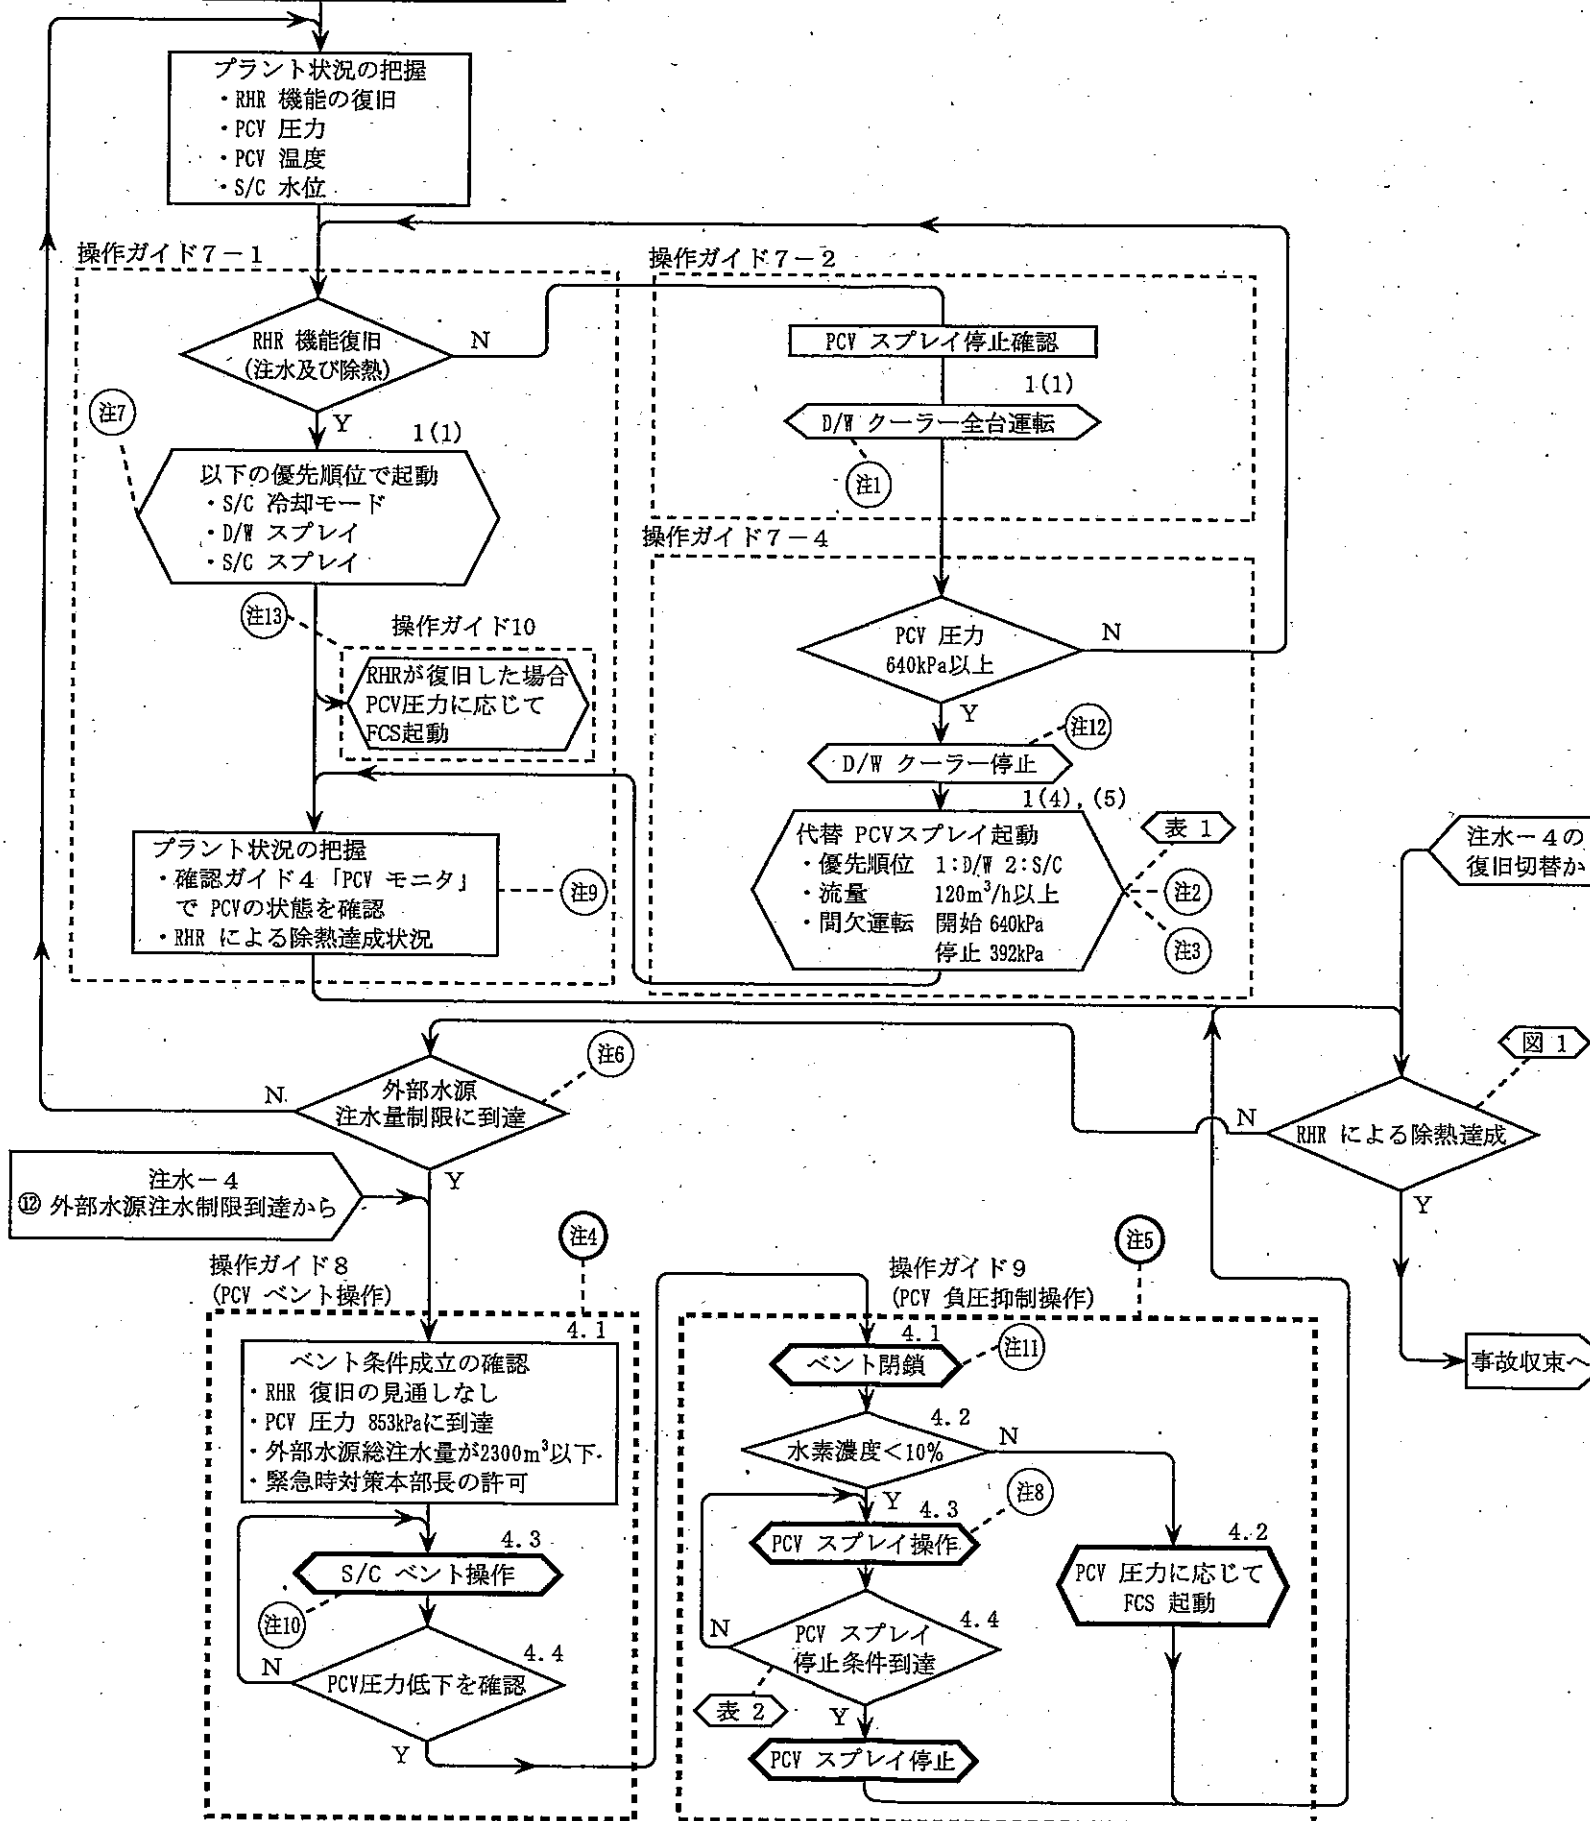 プラント状況の把握
・RHR 機能の復旧
・PCV 圧力
・PCV 温度
・S/C 水位
操作ガイド7-1
操作ガイド7-2
RHR 機能復旧
(注水及び除熱)
N
PCV スプレイ停止確認
1(1)
D/W クーラー全台運転
注1
注7
Y
1(1)
以下の優先順位で起動
・S/C 冷却モード
・D/W スプレイ
・S/C スプレイ
操作ガイド7-4
注13
操作ガイド10
RHRが復旧した場合
PCV圧力に応じて
FCS起動
PCV 圧力
640kPa以上
N
Y
注12
D/W クーラー停止
1(4), (5)
代替 PCVスプレイ起動
・優先順位 1:D/W 2:S/C
・流量 120m³/h以上
・間欠運転 開始 640kPa
停止 392kPa
表 1
注2
注3
注水-4の
復旧切替か
プラント状況の把握
・確認ガイド4「PCV モニタ」
で PCVの状態を確認
・RHR による除熱達成状況
注9
注6
外部水源
注水量制限に到達
N
Y
図 1
RHR による除熱達成
N
Y
注水-4
⑫ 外部水源注水制限到達から
注4
注5
操作ガイド8
(PCV ベント操作)
4.1
ベント条件成立の確認
・RHR 復旧の見通しなし
・PCV 圧力 853kPaに到達
・外部水源総注水量が2300m³以下
・緊急時対策本部長の許可
4.3
S/C ベント操作
注10
4.4
PCV圧力低下を確認
N
Y
操作ガイド9
(PCV 負圧抑制操作)
4.1
ベント閉鎖
注11
4.2
水素濃度<10%
N
Y
注8
4.3
PCV スプレイ操作
4.2
PCV 圧力に応じて
FCS 起動
4.4
PCV スプレイ
停止条件到達
N
表 2
Y
PCV スプレイ停止
事故収束へ